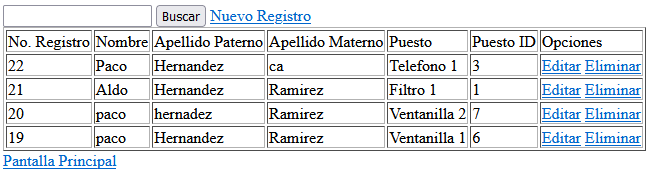 Buscar Nuevo Registro
No. Registro Nombre Apellido Paterno Apellido Materno Puesto Puesto ID Opciones
22 Paco Hernandez ca Telefono 1 3 Editar Eliminar
21 Aldo Hernandez Ramirez Filtro 1 1 Editar Eliminar
20 paco hernadez Ramirez Ventanilla 2 7 Editar Eliminar
19 paco Hernandez Ramirez Ventanilla 1 6 Editar Eliminar
Pantalla Principal